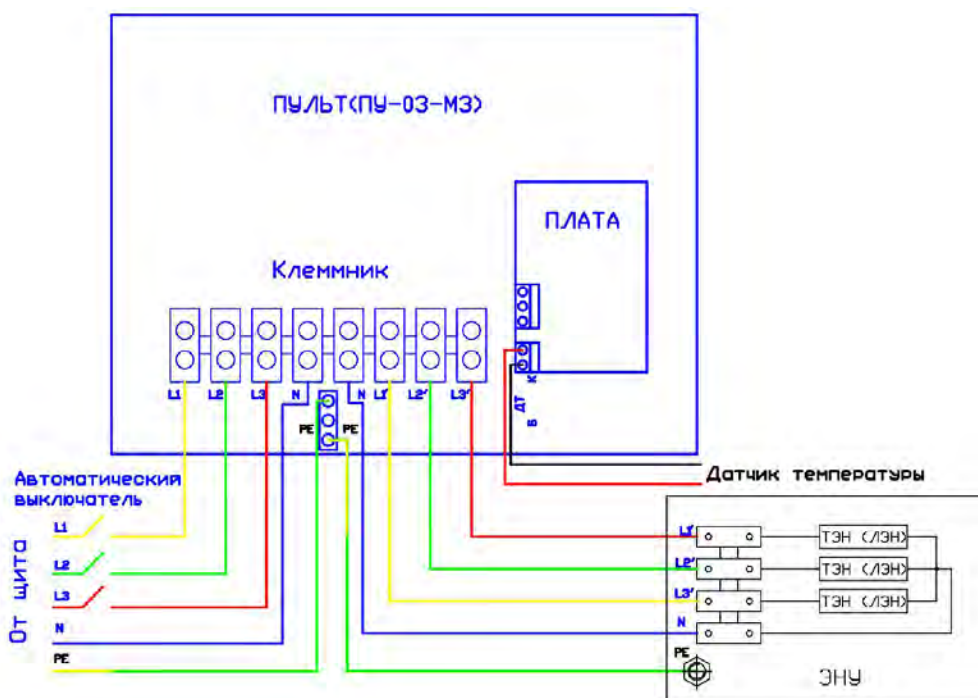 ПУЛЬТ(ПУ-03-М3)
ПЛАТА
Клеммник
L1 L2 L3 N N L1' L2' L3'
PE PE
К
ДТ
Б
Автоматический
выключатель
Датчик температуры
От щита
L1
L2
L3
N
PE
L1' ТЭН (ЛЭН)
L2' ТЭН (ЛЭН)
L3' ТЭН (ЛЭН)
N
PE
ЭНУ